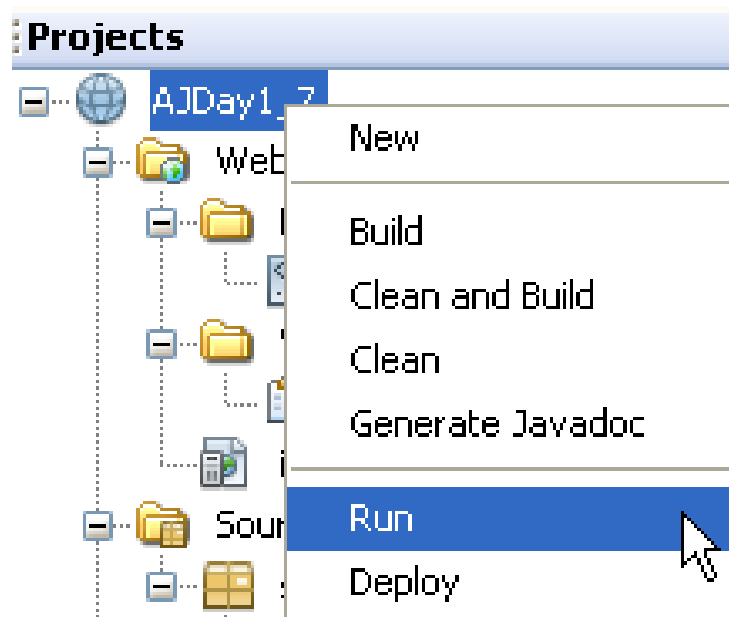 Projects
AJDay1_7
New
Web
Build
Clean and Build
Clean
Generate Javadoc
Run
Sour
Deploy